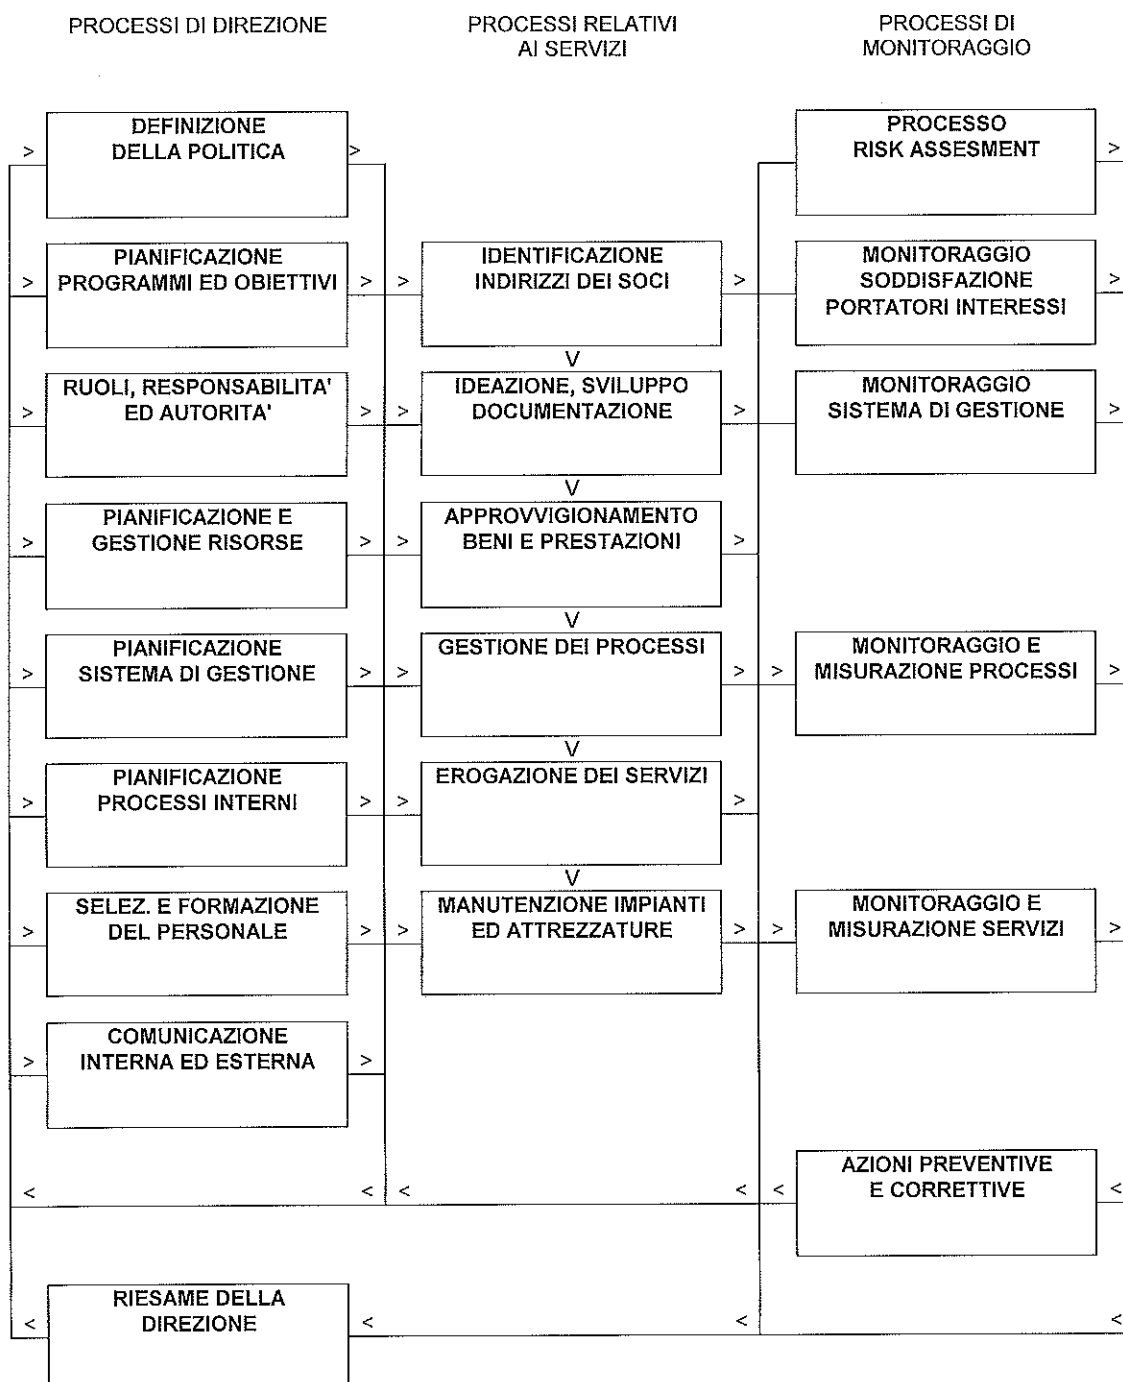 PROCESSI DI DIREZIONE
PROCESSI RELATIVI
AI SERVIZI
PROCESSI DI
MONITORAGGIO
DEFINIZIONE
DELLA POLITICA
> >
PROCESSO
RISK ASSESMENT
>
PIANIFICAZIONE
PROGRAMMI ED OBIETTIVI
> > >
IDENTIFICAZIONE
INDIRIZZI DEI SOCI
>
MONITORAGGIO
SODDISFAZIONE
PORTATORI INTERESSI
>
V
RUOLI, RESPONSABILITA'
ED AUTORITA'
> > >
IDEAZIONE, SVILUPPO
DOCUMENTAZIONE
>
MONITORAGGIO
SISTEMA DI GESTIONE
>
V
PIANIFICAZIONE E
GESTIONE RISORSE
> > >
APPROVVIGIONAMENTO
BENI E PRESTAZIONI
>
V
PIANIFICAZIONE
SISTEMA DI GESTIONE
> > >
GESTIONE DEI PROCESSI
> >
MONITORAGGIO E
MISURAZIONE PROCESSI
>
V
PIANIFICAZIONE
PROCESSI INTERNI
> > >
EROGAZIONE DEI SERVIZI
>
V
SELEZ. E FORMAZIONE
DEL PERSONALE
> > >
MANUTENZIONE IMPIANTI
ED ATTREZZATURE
> >
MONITORAGGIO E
MISURAZIONE SERVIZI
>
COMUNICAZIONE
INTERNA ED ESTERNA
> >
AZIONI PREVENTIVE
E CORRETTIVE
< < < < < <
RIESAME DELLA
DIREZIONE
< < < <